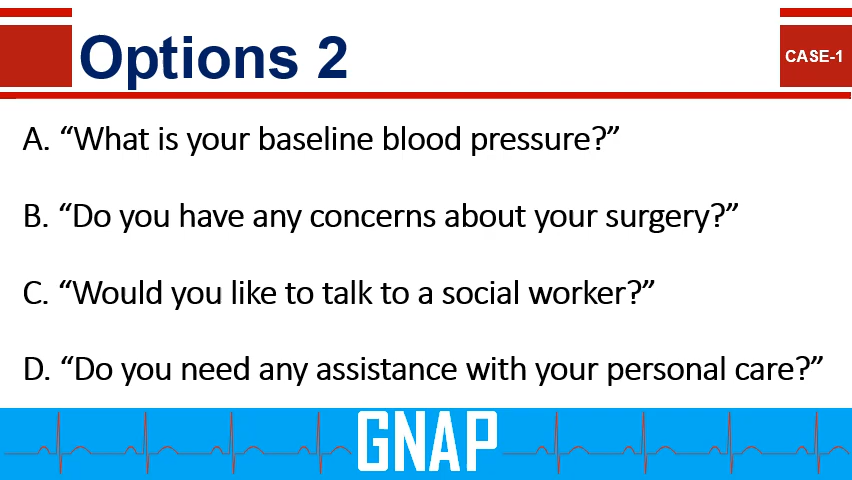 Options 2
CASE-1
A. “What is your baseline blood pressure?”
B. “Do you have any concerns about your surgery?”
C. “Would you like to talk to a social worker?”
D. “Do you need any assistance with your personal care?”
GNAP